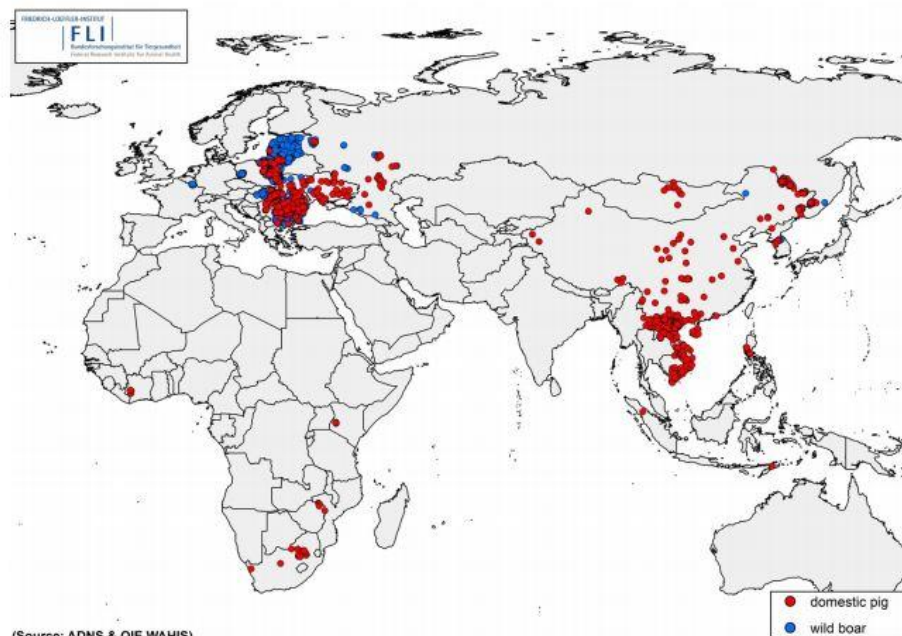 FRIEDRICH-LOEFFLER-INSTITUT
FLI
Bundesforschungsinstitut für Tiergesundheit
Federal Research Institute for Animal Health
domestic pig
wild boar
(Source: ADNS & OIE WAHIS)